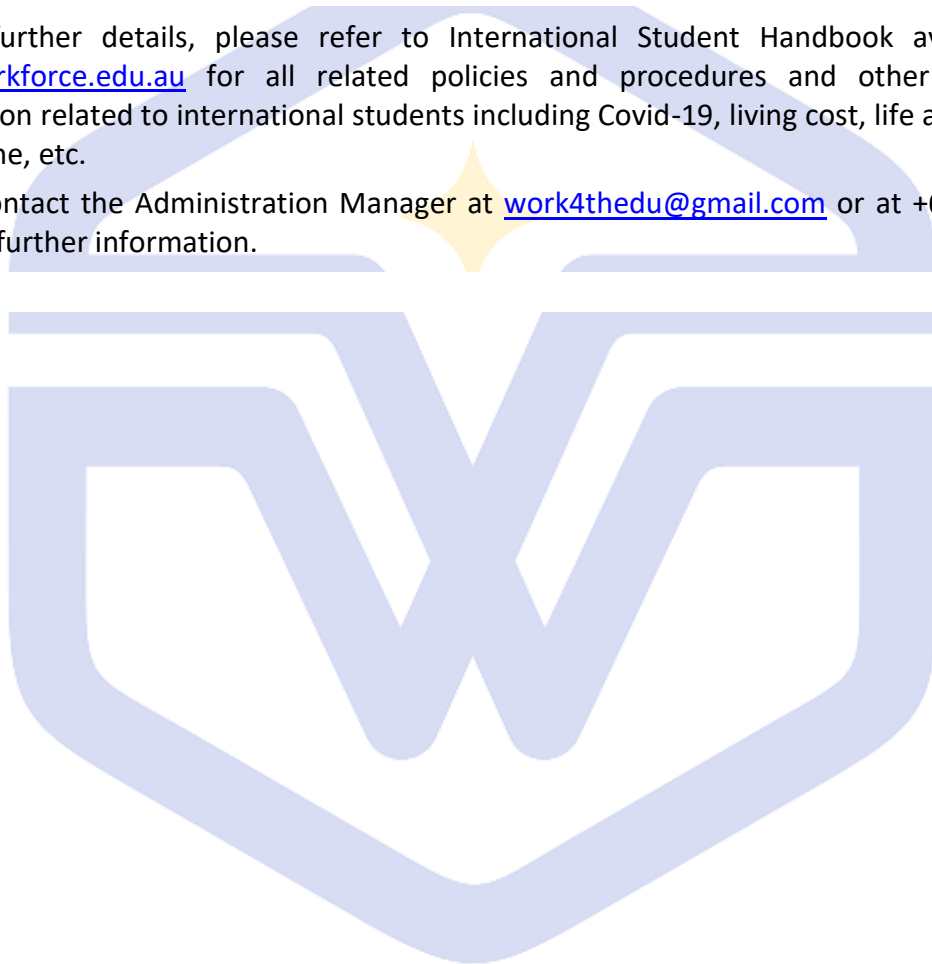 urther details, please refer to International Student Handbook av
rkforce.edu.au for all related policies and procedures and other
on related to international students including Covid-19, living cost, life a
ne, etc.
ontact the Administration Manager at work4thedu@gmail.com or at +
further information.